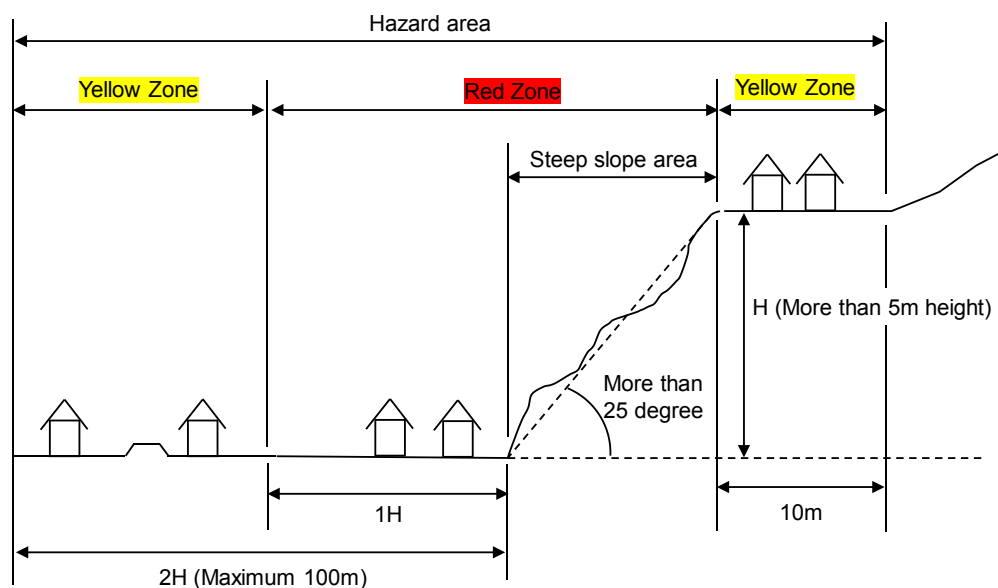 Hazard area
Yellow Zone
Red Zone
Yellow Zone
Steep slope area
H (More than 5m height)
More than
25 degree
1H
10m
2H (Maximum 100m)